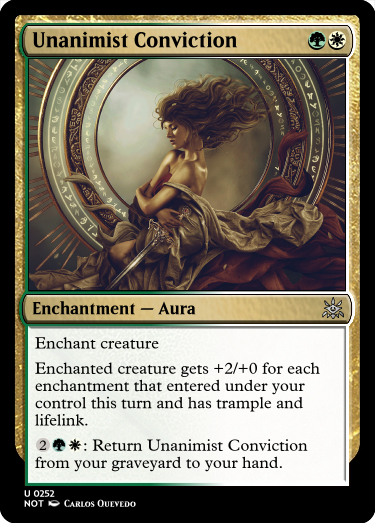 Unanimist Conviction
Enchantment — Aura
Enchant creature
Enchanted creature gets +2/+0 for each
enchantment that entered under your
control this turn and has trample and
lifelink.
2: Return Unanimist Conviction
from your graveyard to your hand.
U 0252
NOT Carlos Quevedo